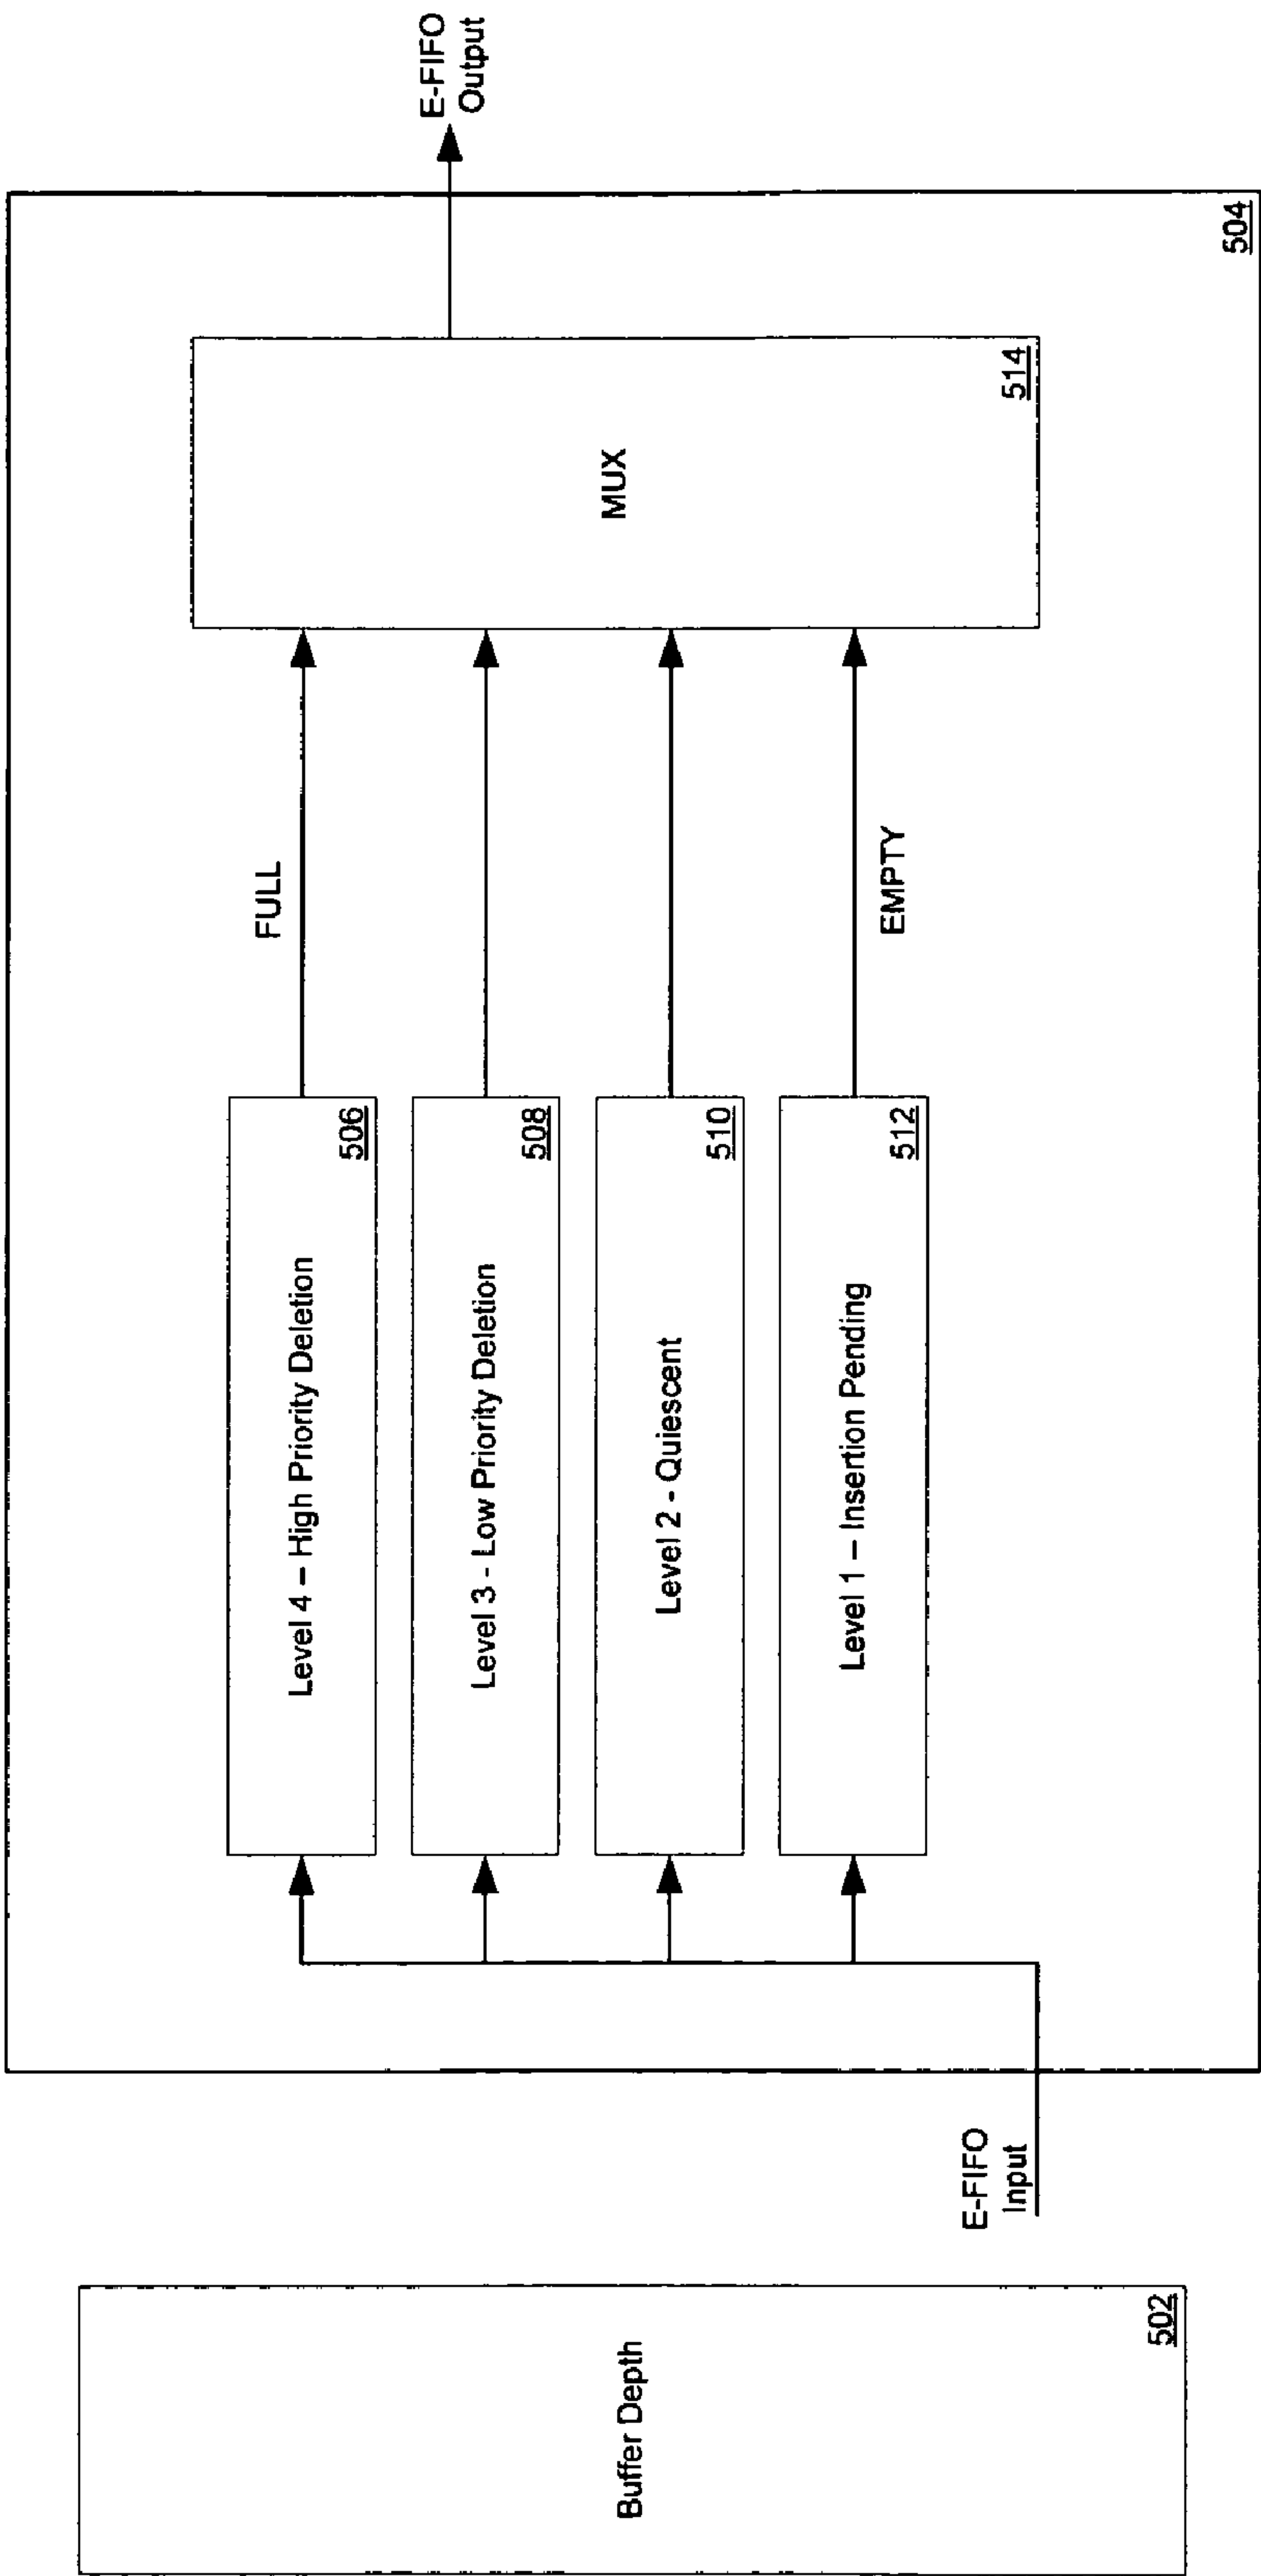 Buffer Depth
502
E-FIFO
Input
Level 4 – High Priority Deletion
506
Level 3 - Low Priority Deletion
508
Level 2 - Quiescent
510
Level 1 – Insertion Pending
512
FULL
EMPTY
MUX
514
504
E-FIFO
Output